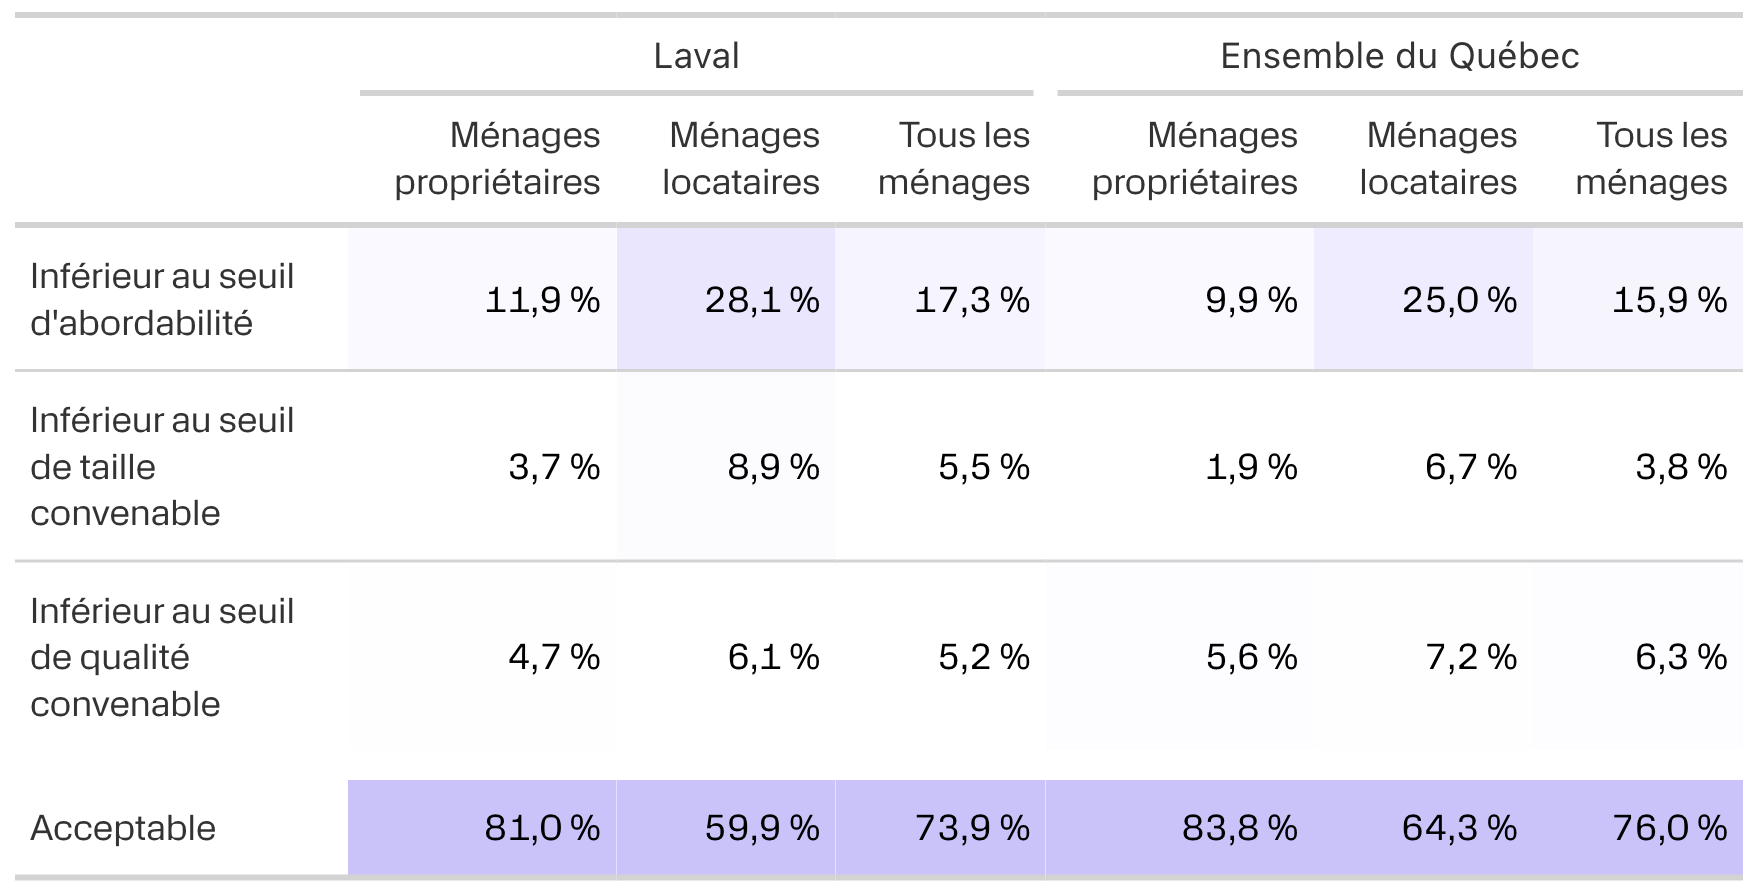 Laval Ensemble du Québec
Ménages Ménages Tous les Ménages Ménages Tous les
propriétaires locataires ménages propriétaires locataires ménages
Inférieur au seuil
d'abordabilité
11,9 % 28,1 % 17,3 % 9,9 % 25,0 % 15,9 %
Inférieur au seuil
de taille
convenable
3,7 % 8,9 % 5,5 % 1,9 % 6,7 % 3,8 %
Inférieur au seuil
de qualité
convenable
4,7 % 6,1 % 5,2 % 5,6 % 7,2 % 6,3 %
Acceptable 81,0 % 59,9 % 73,9 % 83,8 % 64,3 % 76,0 %